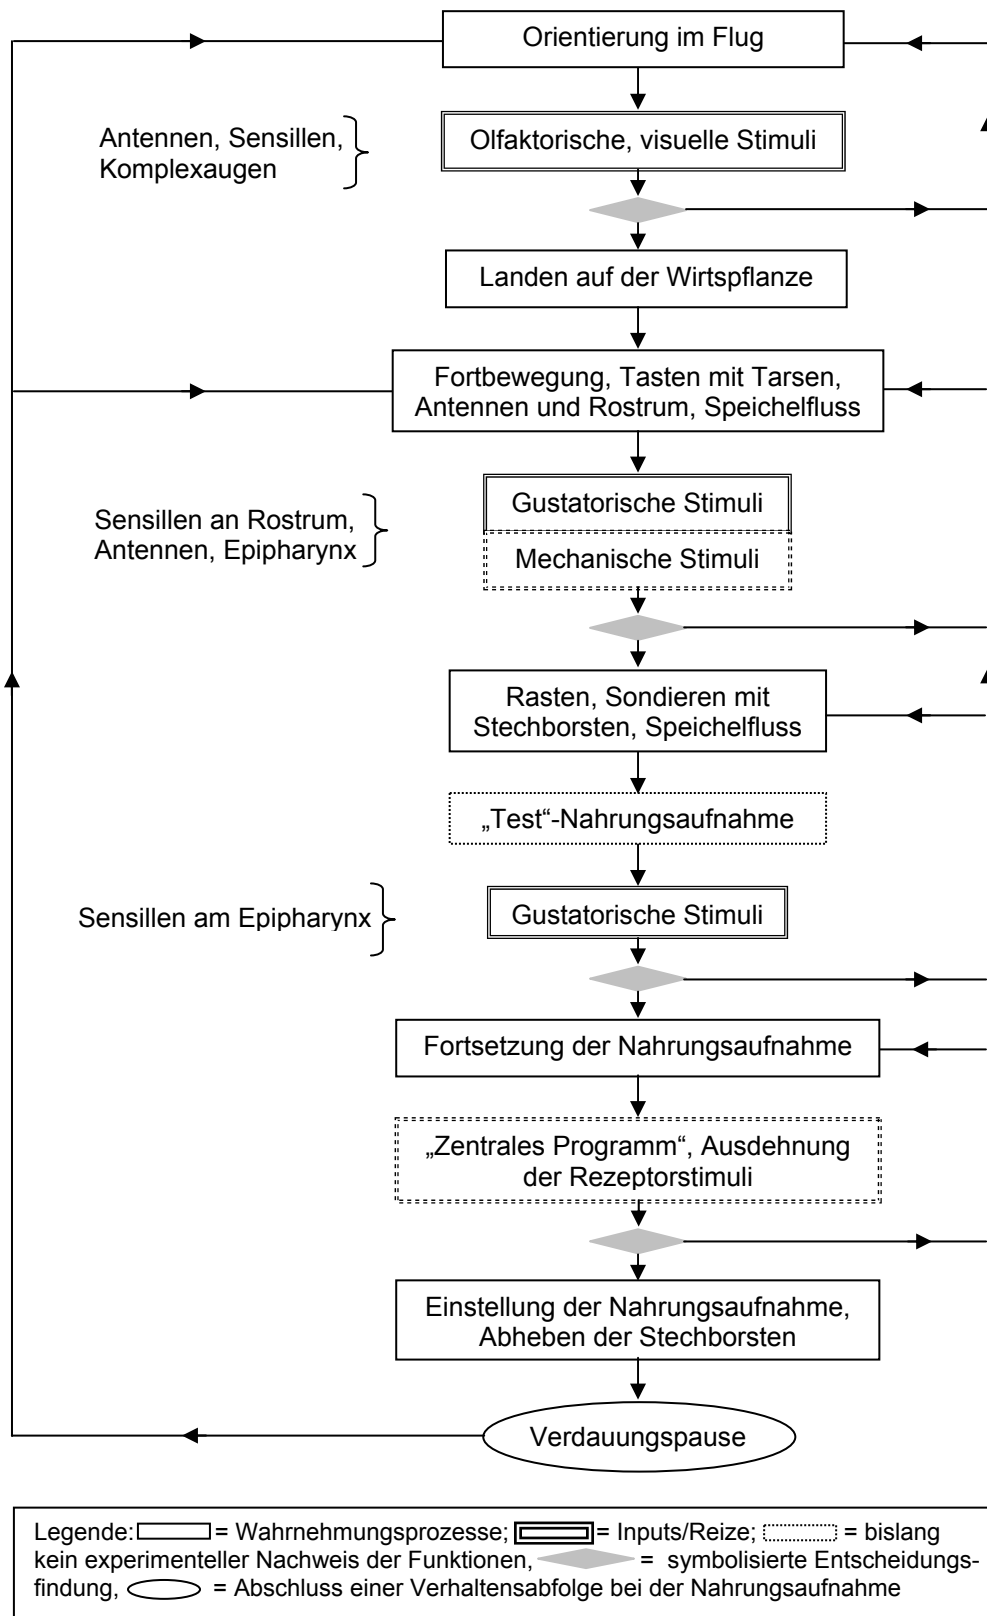 Orientierung im Flug
Antennen, Sensillen,
Komplexaugen
Olfaktorische, visuelle Stimuli
Landen auf der Wirtspflanze
Fortbewegung, Tasten mit Tarsen,
Antennen und Rostrum, Speichelfluss
Sensillen an Rostrum,
Antennen, Epipharynx
Gustatorische Stimuli
Mechanische Stimuli
Rasten, Sondieren mit
Stechborsten, Speichelfluss
„Test“-Nahrungsaufnahme
Sensillen am Epipharynx
Gustatorische Stimuli
Fortsetzung der Nahrungsaufnahme
„Zentrales Programm“, Ausdehnung
der Rezeptorstimuli
Einstellung der Nahrungsaufnahme,
Abheben der Stechborsten
Verdauungspause
Legende: = Wahrnehmungsprozesse; = Inputs/Reize; = bislang
kein experimenteller Nachweis der Funktionen, = symbolisierte Entscheidungs-
findung, = Abschluss einer Verhaltensabfolge bei der Nahrungsaufnahme